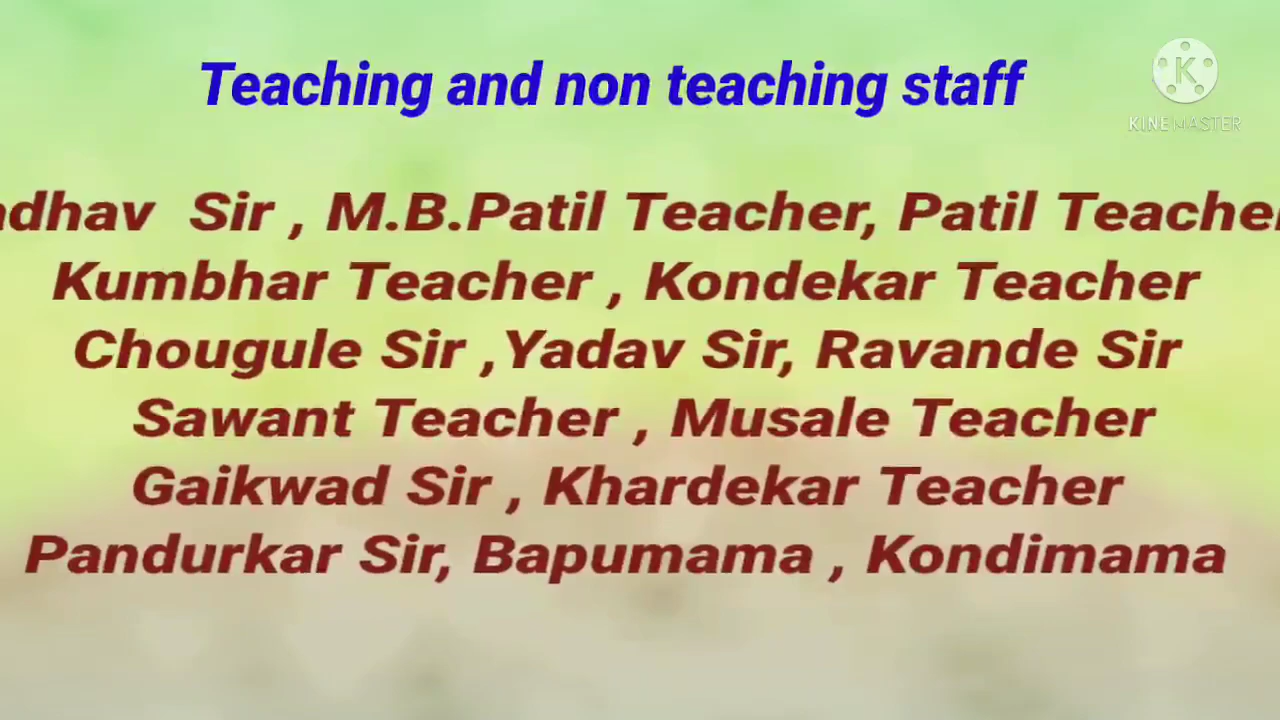 Teaching and non teaching staff
KINEMASTER
Sir , M.B.Patil Teacher, Patil
Kumbhar Teacher , Kondekar Teacher
Chougule Sir ,Yadav Sir, Ravande Sir
Sawant Teacher , Musale Teacher
Gaikwad Sir , Khardekar Teacher
Pandurkar Sir, Bapumama , Kondimama